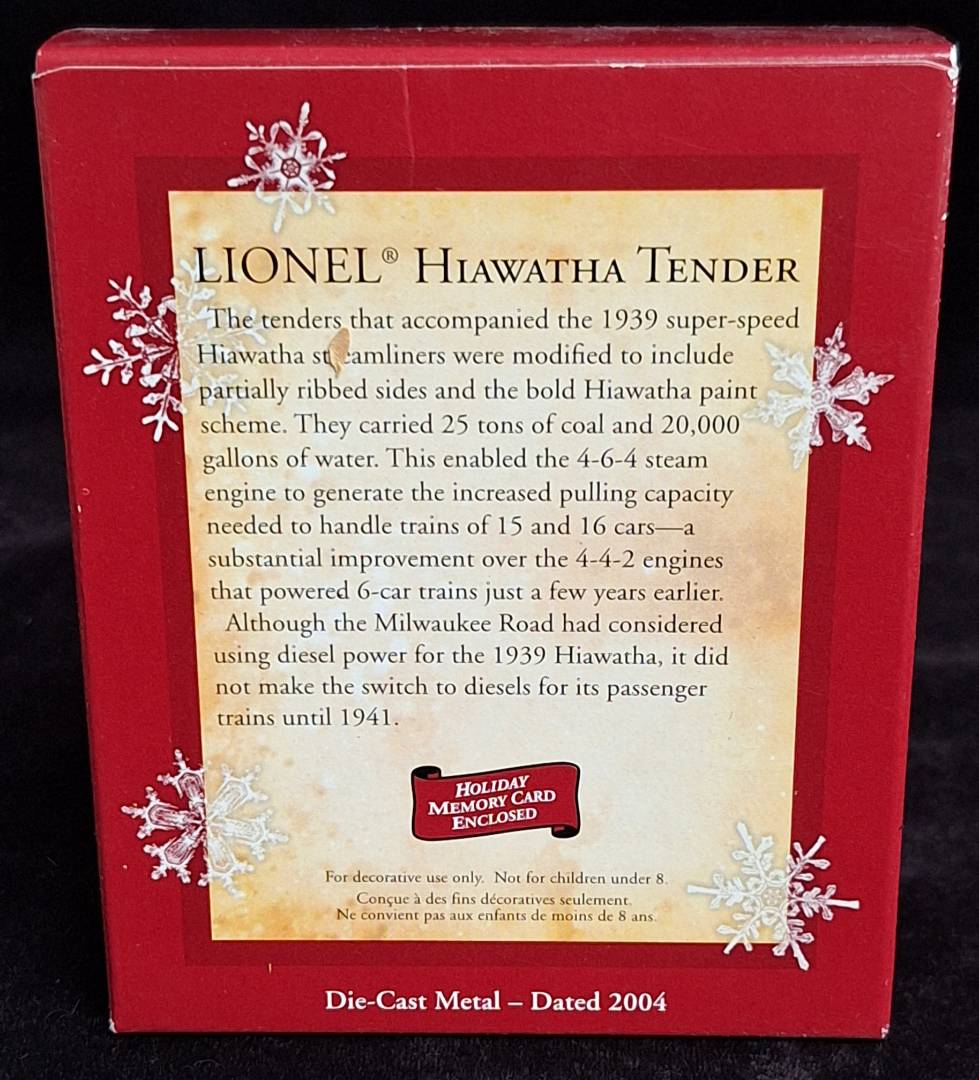 LIONEL® HIAWATHA TENDER
The tenders that accompanied the 1939 super-speed
Hiawatha st eamliners were modified to include
partially ribbed sides and the bold Hiawatha paint
scheme. They carried 25 tons of coal and 20,000
gallons of water. This enabled the 4-6-4 steam
engine to generate the increased pulling capacity
needed to handle trains of 15 and 16 cars—a
substantial improvement over the 4-4-2 engines
that powered 6-car trains just a few years earlier.
Although the Milwaukee Road had considered
using diesel power for the 1939 Hiawatha, it did
not make the switch to diesels for its passenger
trains until 1941.
HOLIDAY
MEMORY CARD
ENCLOSED
For decorative use only. Not for children under 8.
Conçue à des fins décoratives seulement.
Ne convient pas aux enfants de moins de 8 ans.
Die-Cast Metal – Dated 2004